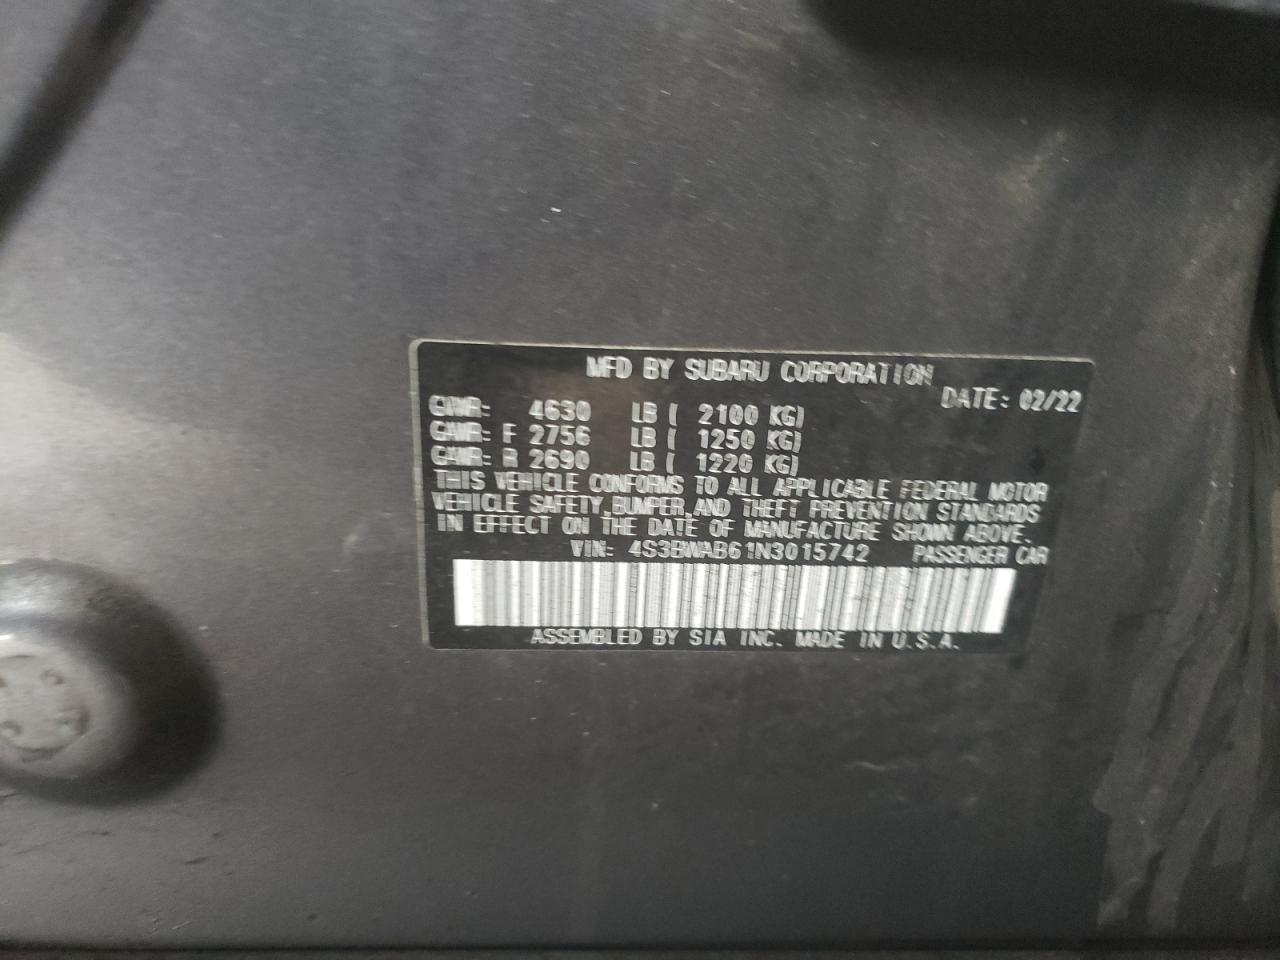 MFD BY SUBARU CORPORATION
DATE: 02/22
GVWR: 4630 LB ( 2100 KG)
GAWR: F 2756 LB ( 1250 KG)
GAWR: R 2690 LB ( 1220 KG)
THIS VEHICLE CONFORMS TO ALL APPLICABLE FEDERAL MOTOR
VEHICLE SAFETY, BUMPER, AND THEFT PREVENTION STANDARDS
IN EFFECT ON THE DATE OF MANUFACTURE SHOWN ABOVE.
VIN: 4S3BWAB61N3015742 PASSENGER CAR
ASSEMBLED BY SIA INC. MADE IN U.S.A.